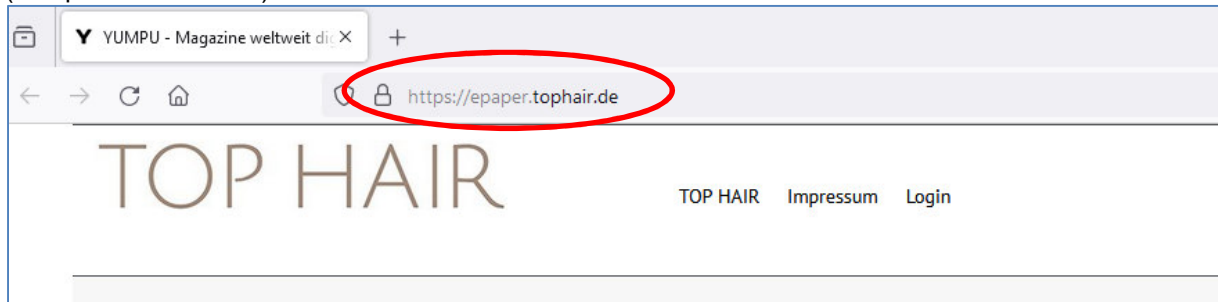 YUMPU - Magazine weltweit di
https://epaper.tophair.de
TOP HAIR
TOP HAIR Impressum Login